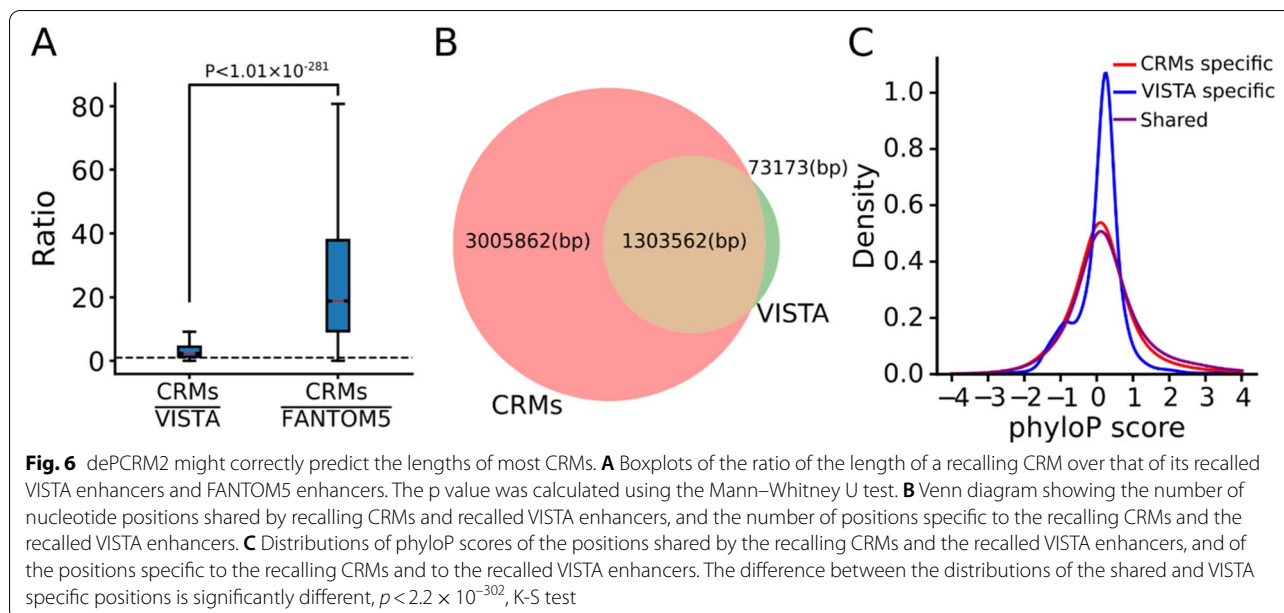 A
P<1.01×10-281
Ratio
80
60
40
20
0
CRMs
VISTA
CRMs
FANTOM5
B
73173(bp)
3005862(bp)
1303562(bp)
VISTA
CRMs
C
CRMs specific
VISTA specific
Shared
Density
1.0
0.8
0.6
0.4
0.2
0.0
−4 −3 −2 −1 0 1 2 3 4
phyloP score
Fig. 6 dePCRM2 might correctly predict the lengths of most CRMs. A Boxplots of the ratio of the length of a recalling CRM over that of its recalled
VISTA enhancers and FANTOM5 enhancers. The p value was calculated using the Mann–Whitney U test. B Venn diagram showing the number of
nucleotide positions shared by recalling CRMs and recalled VISTA enhancers, and the number of positions specific to the recalling CRMs and the
recalled VISTA enhancers. C Distributions of phyloP scores of the positions shared by the recalling CRMs and the recalled VISTA enhancers, and of
the positions specific to the recalling CRMs and to the recalled VISTA enhancers. The difference between the distributions of the shared and VISTA
specific positions is significantly different, p < 2.2 × 10−302, K-S test